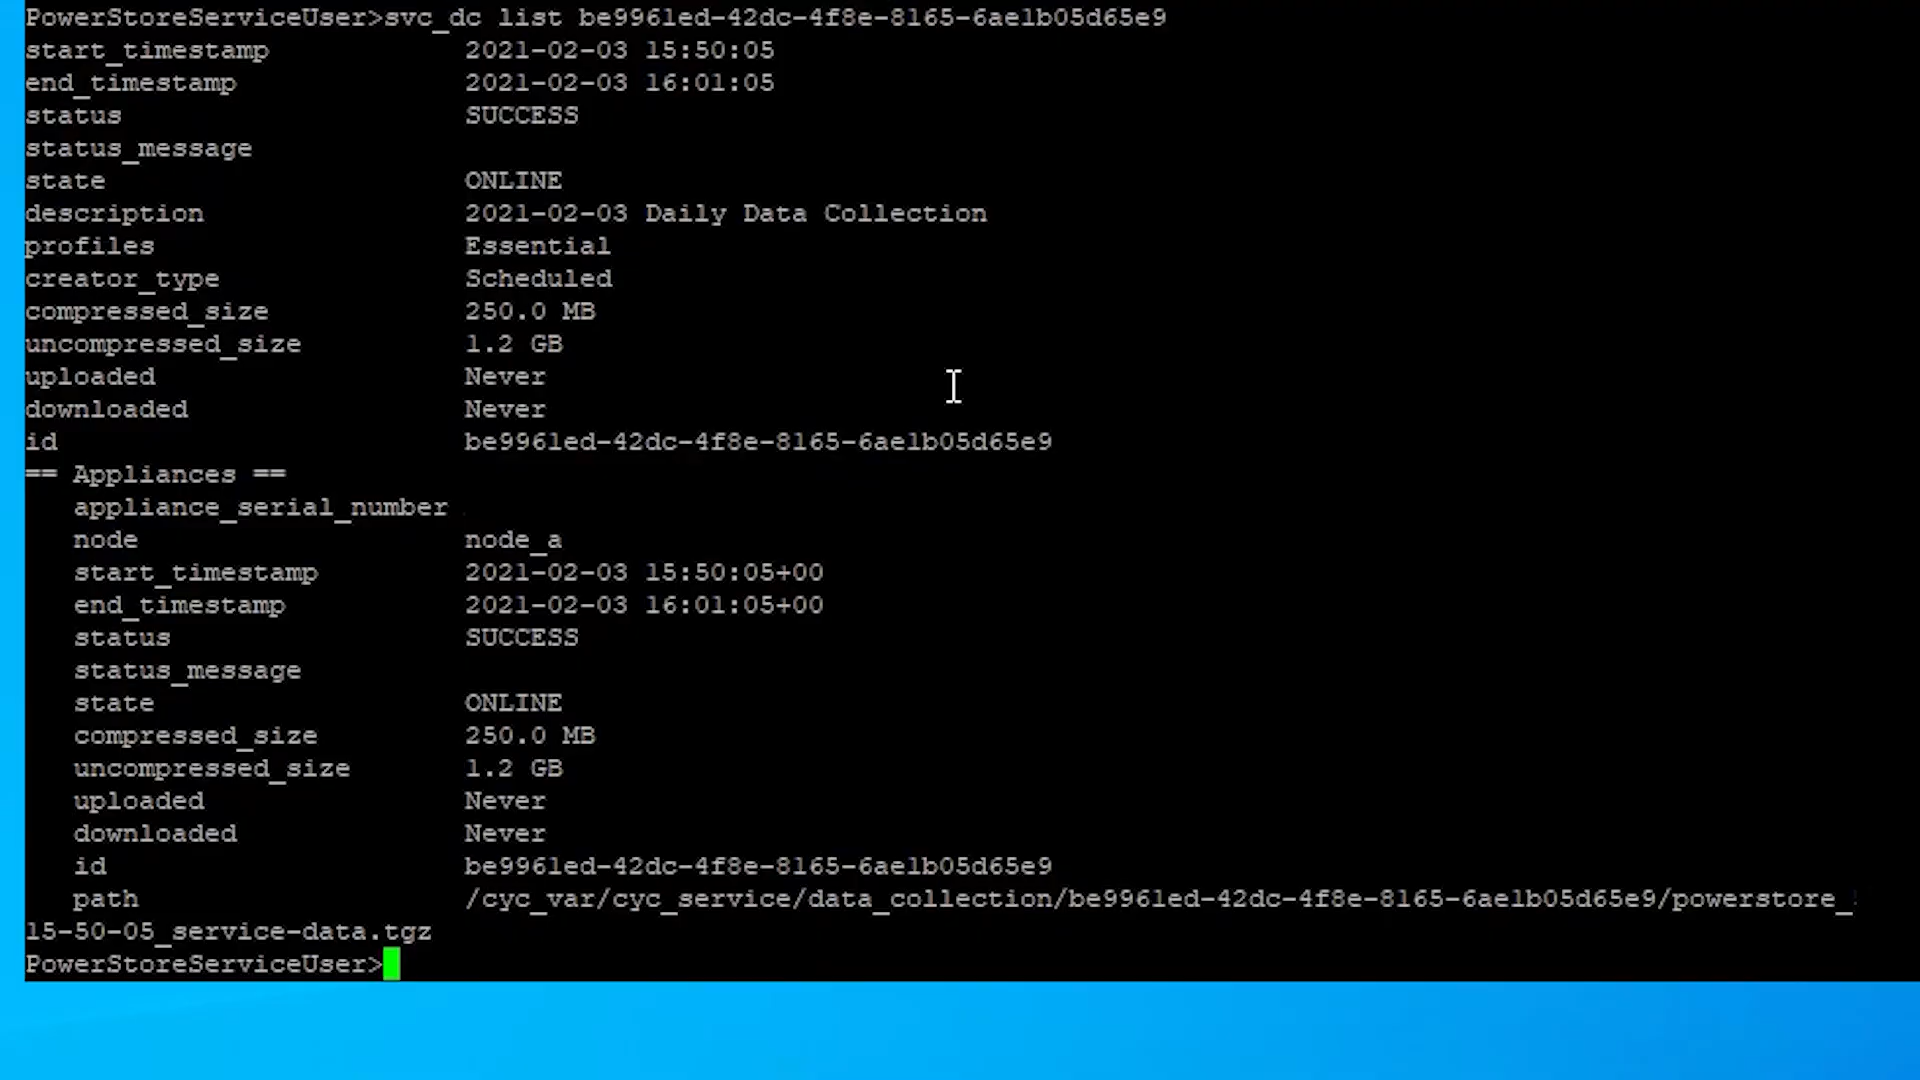 PowerStoreServiceUser>svc_dc list be9961ed-42dc-4f8e-8165-6ae1b05d65e9
start_timestamp 2021-02-03 15:50:05
end_timestamp 2021-02-03 16:01:05
status SUCCESS
status_message
state ONLINE
description 2021-02-03 Daily Data Collection
profiles Essential
creator_type Scheduled
compressed_size 250.0 MB
uncompressed_size 1.2 GB
uploaded Never
downloaded Never
id be9961ed-42dc-4f8e-8165-6ae1b05d65e9
== Appliances ==
appliance_serial_number
node node_a
start_timestamp 2021-02-03 15:50:05+00
end_timestamp 2021-02-03 16:01:05+00
status SUCCESS
status_message
state ONLINE
compressed_size 250.0 MB
uncompressed_size 1.2 GB
uploaded Never
downloaded Never
id be9961ed-42dc-4f8e-8165-6ae1b05d65e9
path /cyc_var/cyc_service/data_collection/be9961ed-42dc-4f8e-8165-6ae1b05d65e9/powerstore_
15-50-05_service-data.tgz
PowerStoreServiceUser>